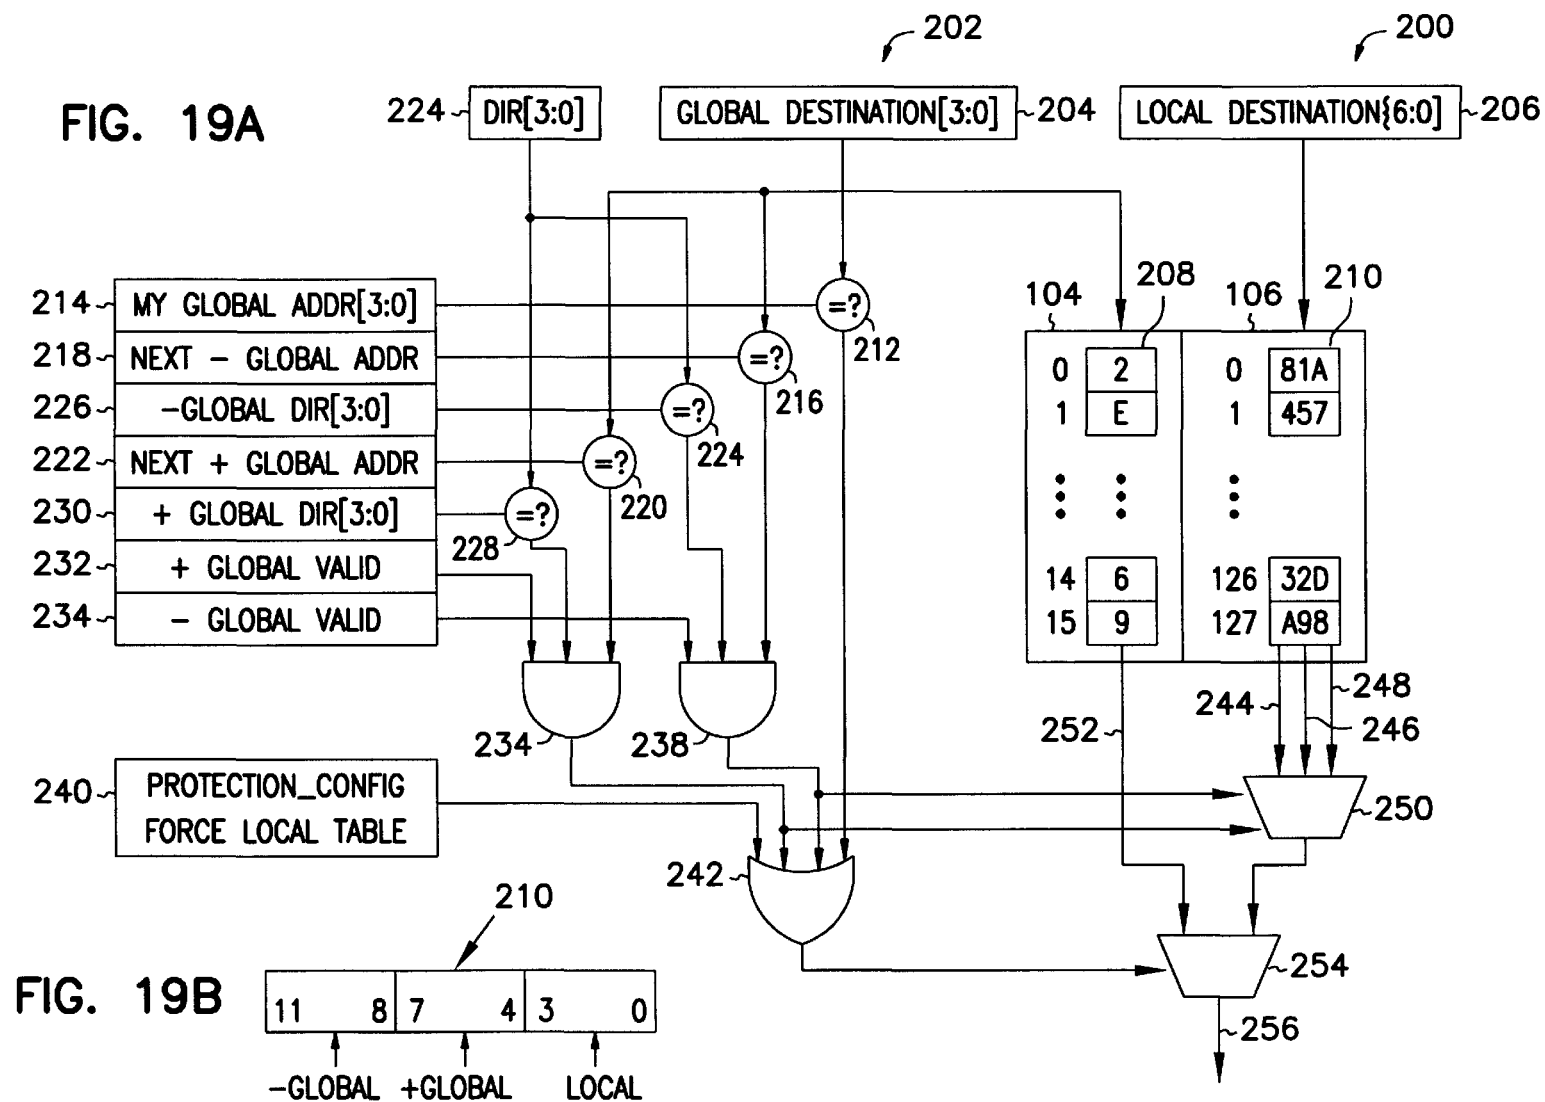 202
200
FIG. 19A
224
DIR[3:0]
GLOBAL DESTINATION[3:0]
204
LOCAL DESTINATION{6:0]
206
214
MY GLOBAL ADDR[3:0]
=?
212
218
NEXT - GLOBAL ADDR
=?
216
226
-GLOBAL DIR[3:0]
=?
224
222
NEXT + GLOBAL ADDR
=?
220
230
+ GLOBAL DIR[3:0]
=?
228
232
+ GLOBAL VALID
234
- GLOBAL VALID
104
208
106
210
0 2 0 81A
1 E 1 457
14 6 126 32D
15 9 127 A98
234
238
252
244
246
248
240
PROTECTION_CONFIG
FORCE LOCAL TABLE
250
242
254
256
FIG. 19B
210
11 8 7 4 3 0
-GLOBAL +GLOBAL LOCAL